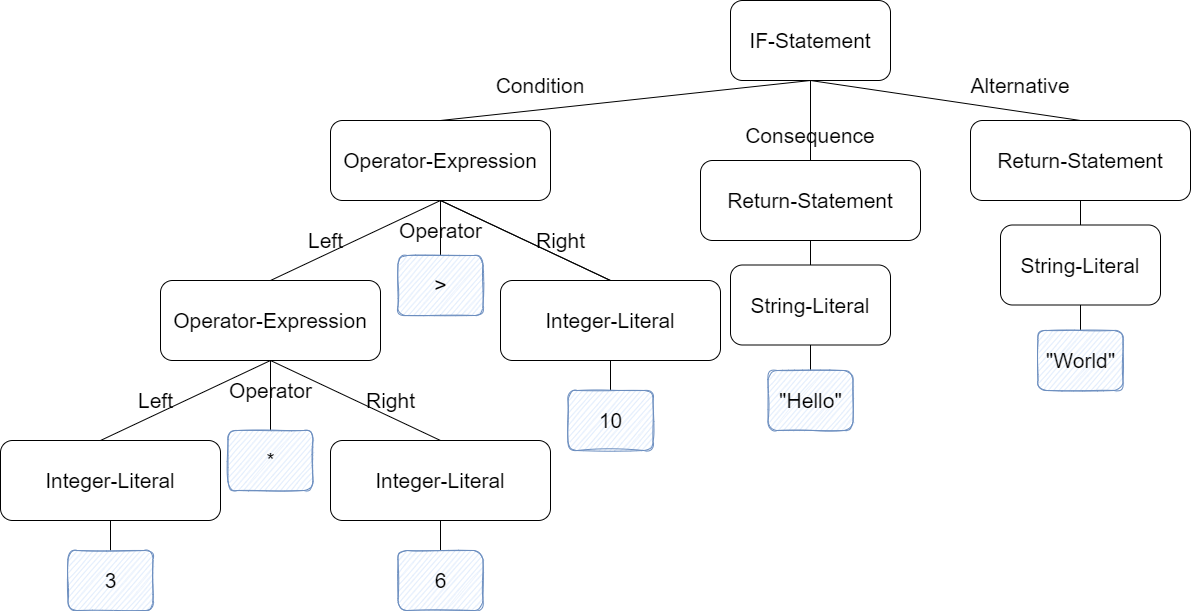 IF-Statement
Condition
Alternative
Consequence
Operator-Expression
Return-Statement
Return-Statement
Left
Operator
Right
>
String-Literal
Operator-Expression
Integer-Literal
String-Literal
"World"
Left
Operator
Right
10
"Hello"
*
Integer-Literal
Integer-Literal
3
6